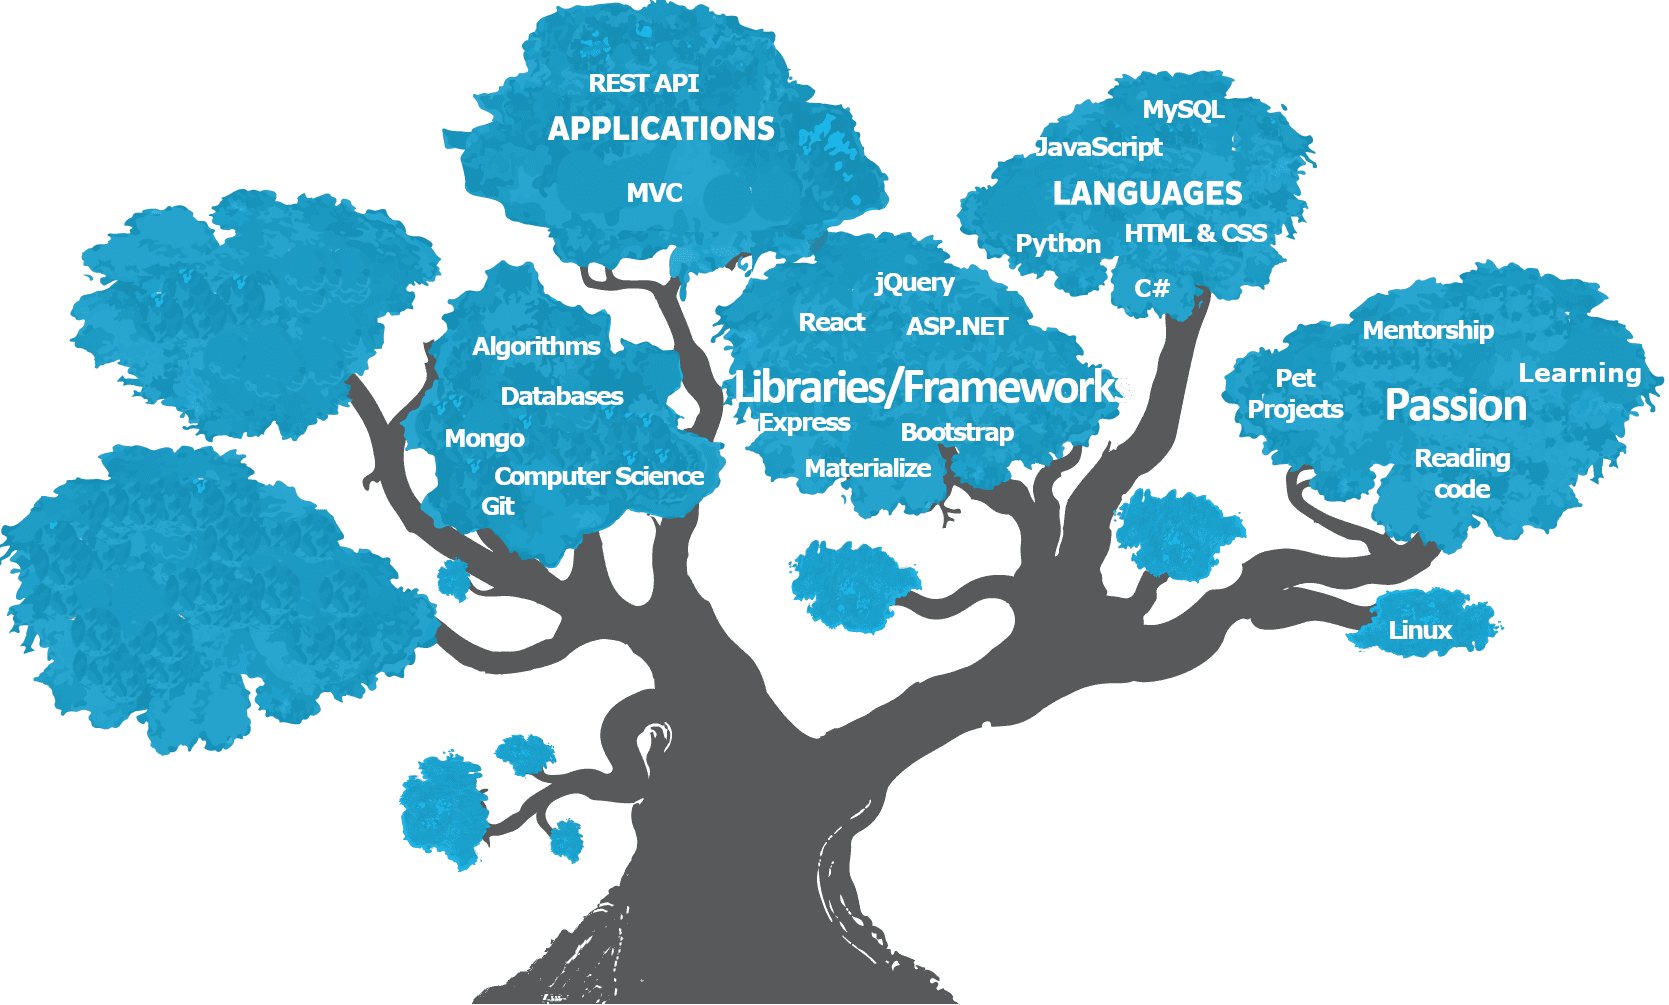 REST API
APPLICATIONS
MVC
MySQL
JavaScript
LANGUAGES
HTML & CSS
Python
C#
Algorithms
Databases
Mongo
Computer Science
Git
jQuery
React
ASP.NET
Libraries/Frameworks
Express
Bootstrap
Materialize
Mentorship
Learning
Pet
Projects
Passion
Reading
code
Linux